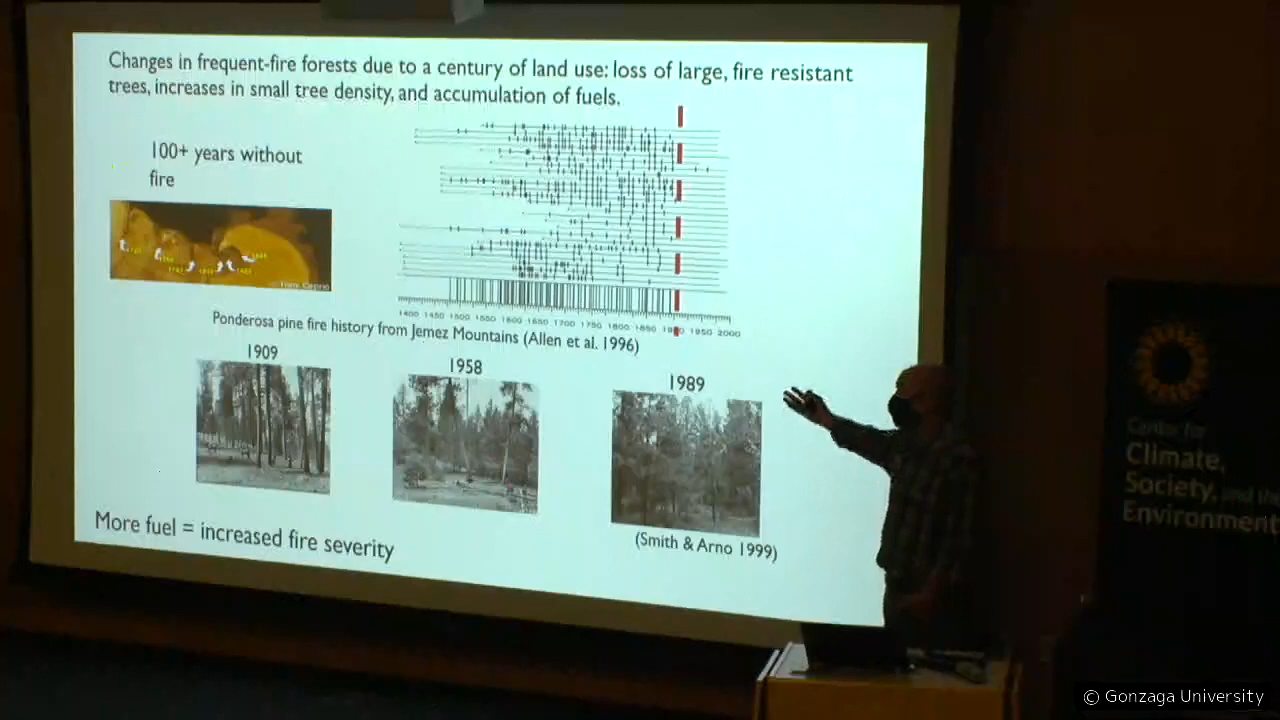 Changes in frequent-fire forests due to a century of land use: loss of large, fire resistant
trees, increases in small tree density, and accumulation of fuels.
100+ years without
fire
1400 1450 1500 1550 1600 1650 1700 1750 1800 1850 1950 2000
Ponderosa pine fire history from Jemez Mountains (Allen et al. 1996)
1909
1958
1989
(Smith & Arno 1999)
More fuel = increased fire severity
Center for
Climate,
Society, and the
Environment
© Gonzaga University